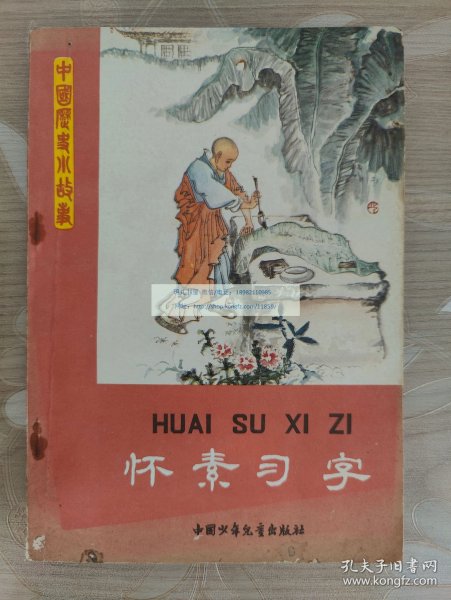 中國歷史小故事
HUAI SU XI ZI
怀素习字
中国少年儿童出版社
孔夫子旧书网
www.kongfz.com